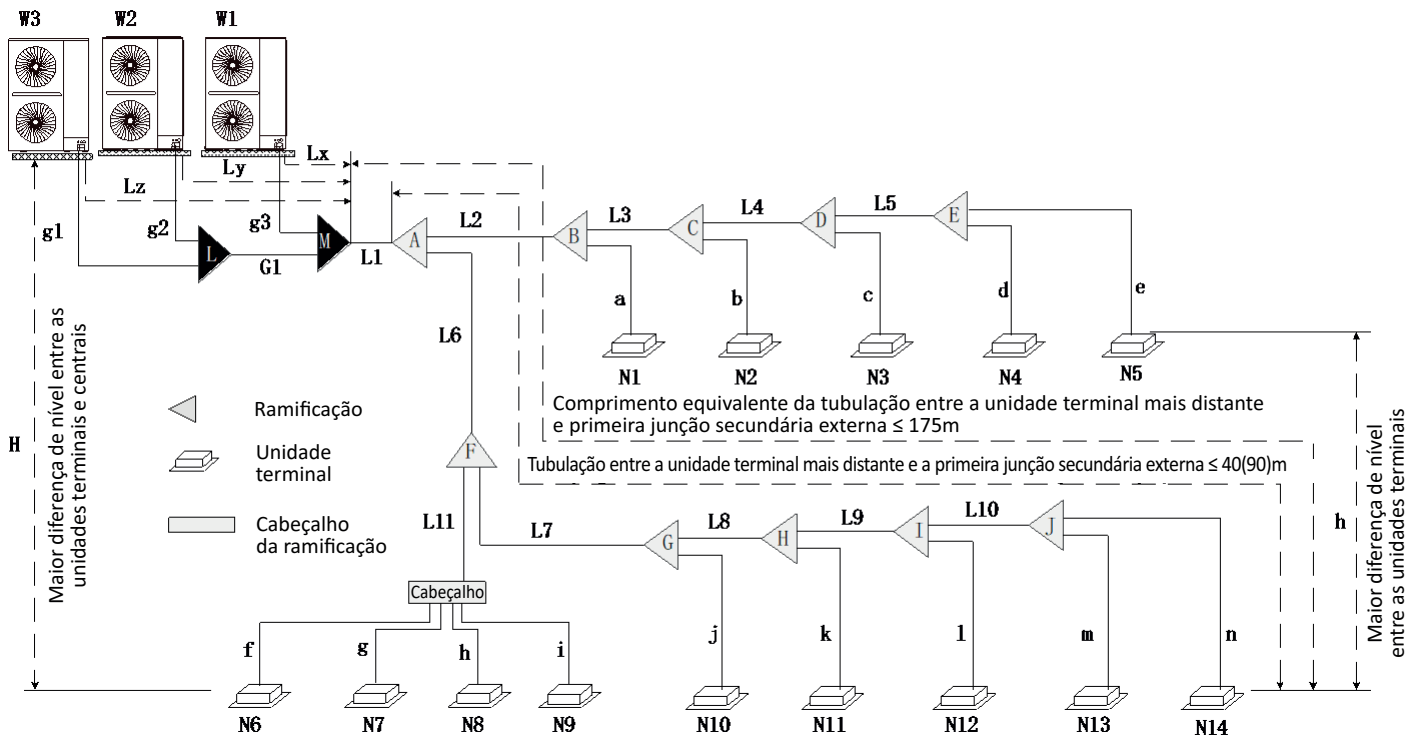 W3
W2
W1
Lx
Ly
Lz
g1
g2
g3
L
M
G1
L1
A
L2
B
L3
C
L4
D
L5
E
a
b
c
d
e
L6
N1
N2
N3
N4
N5
H
Maior diferença de nível entre as
unidades terminais e centrais
Ramificação
Unidade
terminal
Cabeçalho
da ramificação
Comprimento equivalente da tubulação entre a unidade terminal mais distante
e primeira junção secundária externa ≤ 175m
Tubulação entre a unidade terminal mais distante e a primeira junção secundária externa ≤ 40(90)m
h
Maior diferença de nível
entre as unidades terminais
F
L11
L7
G
L8
H
L9
I
L10
J
Cabeçalho
f
g
h
i
j
k
l
m
n
N6
N7
N8
N9
N10
N11
N12
N13
N14